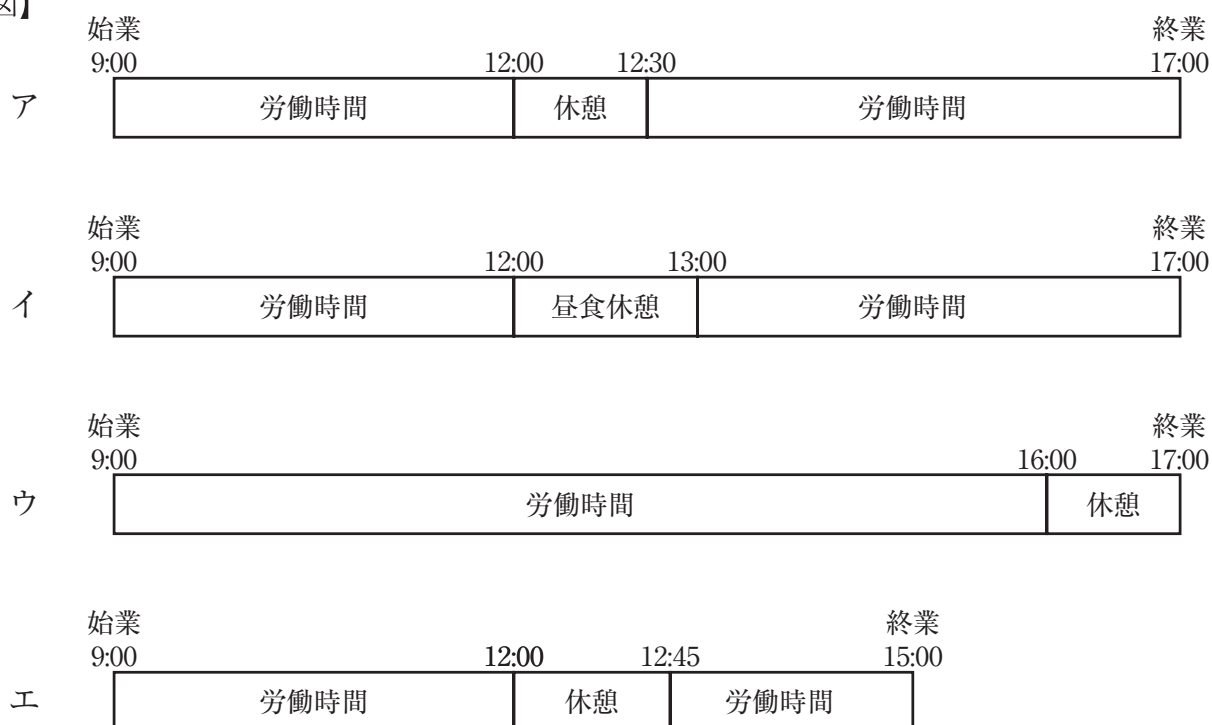 図】
始業 終業
9:00 12:00 12:30 17:00
ア 労働時間 休憩 労働時間
始業 終業
9:00 12:00 13:00 17:00
イ 労働時間 昼食休憩 労働時間
始業 終業
9:00 16:00 17:00
ウ 労働時間 休憩
始業 終業
9:00 12:00 12:45 15:00
エ 労働時間 休憩 労働時間